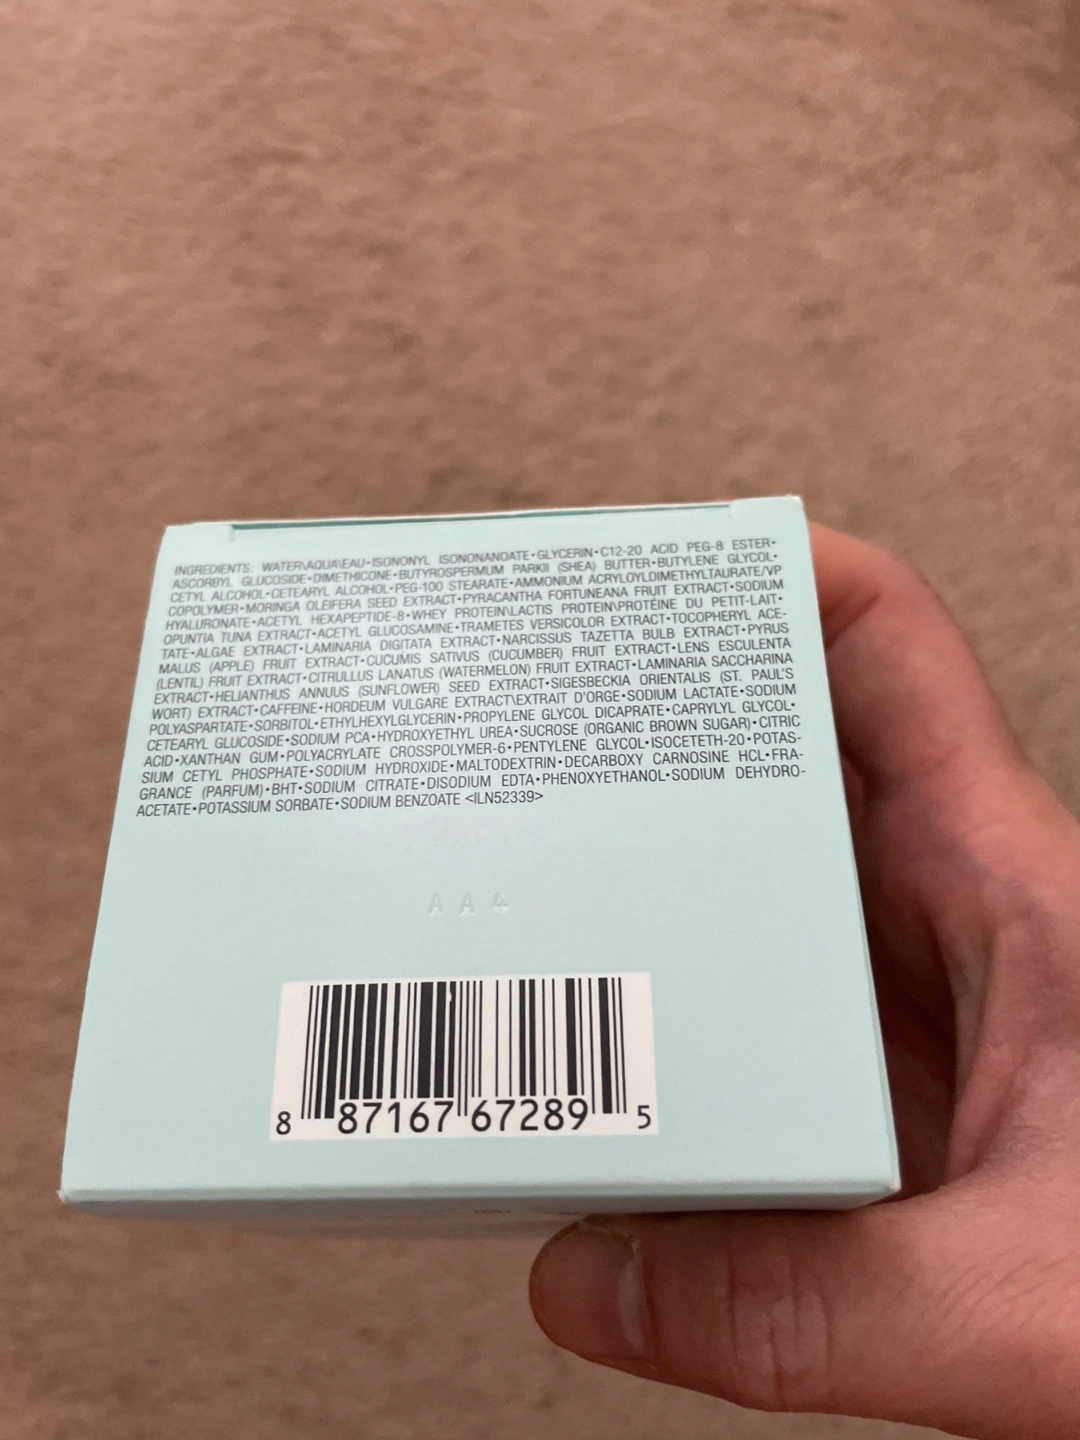 INGREDIENTS: WATER\AQUA\EAU•ISONONYL ISONONANOATE•GLYCERIN•C12-20 ACID PEG-8 ESTER•
ASCORBYL GLUCOSIDE•DIMETHICONE•BUTYROSPERMUM PARKII (SHEA) BUTTER•BUTYLENE GLYCOL•
CETYL ALCOHOL•CETEARYL ALCOHOL•PEG-100 STEARATE•AMMONIUM ACRYLOYLDIMETHYLTAURATE/VP
COPOLYMER•MORINGA OLEIFERA SEED EXTRACT•PYRACANTHA FORTUNEANA FRUIT EXTRACT•SODIUM
HYALURONATE•ACETYL HEXAPEPTIDE-8•WHEY PROTEIN\LACTIS PROTEIN\PROTÉINE DU PETIT-LAIT•
OPUNTIA TUNA EXTRACT•ACETYL GLUCOSAMINE•TRAMETES VERSICOLOR EXTRACT•TOCOPHERYL ACE-
TATE•ALGAE EXTRACT•LAMINARIA DIGITATA EXTRACT•NARCISSUS TAZETTA BULB EXTRACT•PYRUS
MALUS (APPLE) FRUIT EXTRACT•CUCUMIS SATIVUS (CUCUMBER) FRUIT EXTRACT•LENS ESCULENTA
(LENTIL) FRUIT EXTRACT•CITRULLUS LANATUS (WATERMELON) FRUIT EXTRACT•LAMINARIA SACCHARINA
EXTRACT•HELIANTHUS ANNUUS (SUNFLOWER) SEED EXTRACT•SIGESBECKIA ORIENTALIS (ST. PAUL'S
WORT) EXTRACT•CAFFEINE•HORDEUM VULGARE EXTRACT\EXTRAIT D'ORGE•SODIUM LACTATE•SODIUM
POLYASPARTATE•SORBITOL•ETHYLHEXYLGLYCERIN•PROPYLENE GLYCOL DICAPRATE•CAPRYLYL GLYCOL•
CETEARYL GLUCOSIDE•SODIUM PCA•HYDROXYETHYL UREA•SUCROSE (ORGANIC BROWN SUGAR)•CITRIC
ACID•XANTHAN GUM•POLYACRYLATE CROSSPOLYMER-6•PENTYLENE GLYCOL•ISOCETETH-20•POTAS-
SIUM CETYL PHOSPHATE•SODIUM HYDROXIDE•MALTODEXTRIN•DECARBOXY CARNOSINE HCL•FRA-
GRANCE (PARFUM)•BHT•SODIUM CITRATE•DISODIUM EDTA•PHENOXYETHANOL•SODIUM DEHYDRO-
ACETATE•POTASSIUM SORBATE•SODIUM BENZOATE <ILN52339>
A A 4
8 87167 67289 5